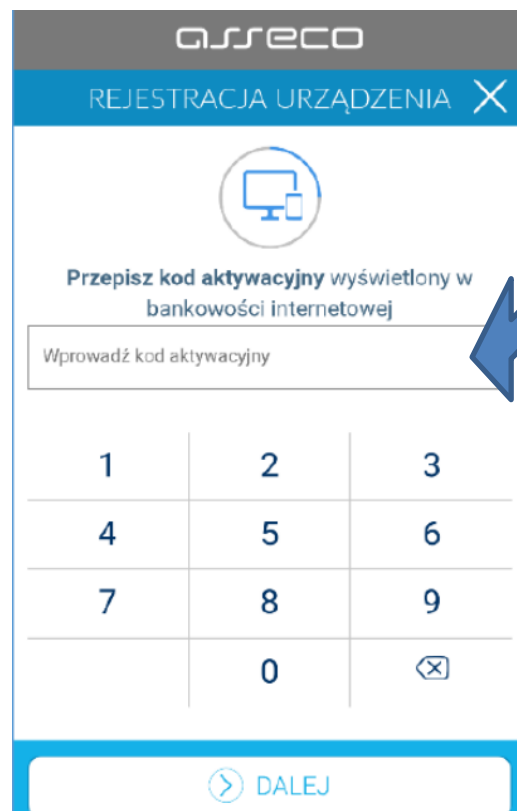 asseco
REJESTRACJA URZĄDZENIA
Przepisz kod aktywacyjny wyświetlony w
bankowości internetowej
Wprowadź kod aktywacyjny
1 2 3
4 5 6
7 8 9
0
DALEJ